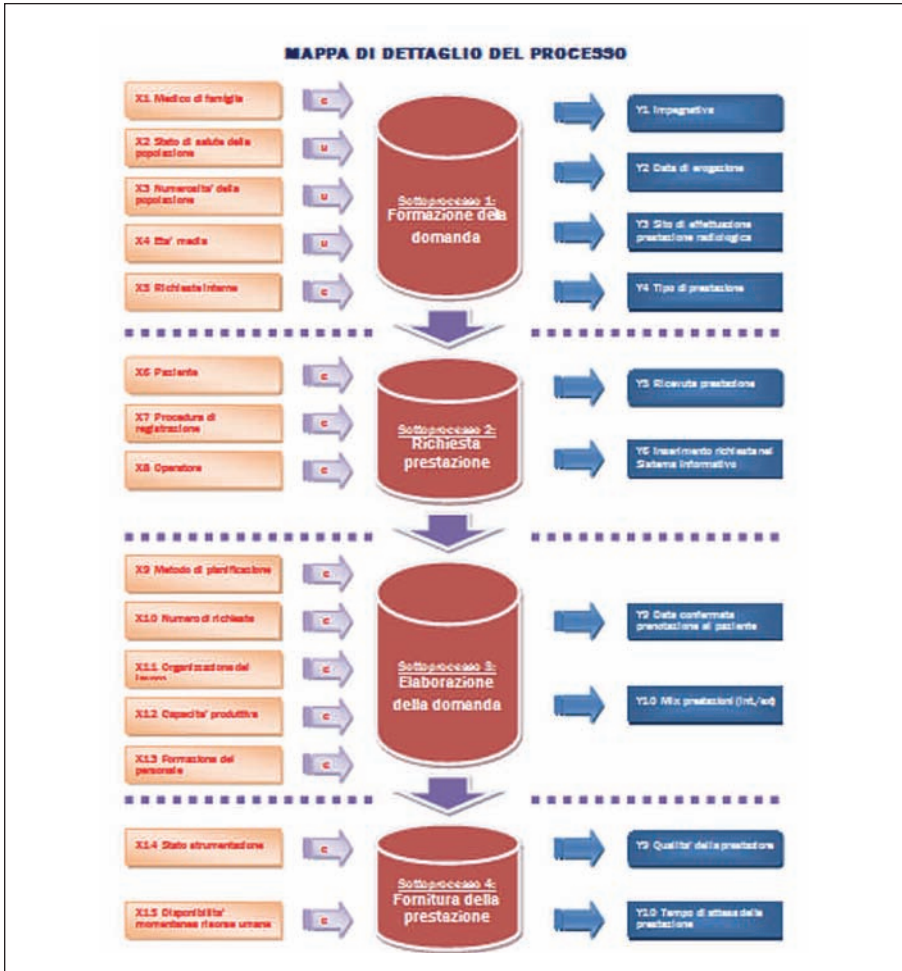 MAPPA DI DETTAGLIO DEL PROCESSO
X1 Medico di famiglia
c
X2 Stato di salute della
popolazione
u
X3 Numerosita' della
popolazione
u
X4 Eta' media
u
X5 Richieste interne
c
Sottoprocesso 1:
Formazione della
domanda
Y1 Impegnativa
Y2 Data di erogazione
Y3 Sito di effettuazione
prestazione radiologica
Y4 Tipo di prestazione
X6 Paziente
c
X7 Procedura di
registrazione
c
X8 Operatore
c
Sottoprocesso 2:
Richiesta
prestazione
Y5 Ricevuta prestazione
Y6 Inserimento richiesta nel
Sistema Informativo
X9 Metodo di pianificazione
c
X10 Numero di richieste
c
X11 Organizzazione del
lavoro
c
X12 Capacita' produttiva
c
X13 Formazione del
personale
c
Sottoprocesso 3:
Elaborazione
della domanda
Y9 Data confermata
prenotazione al paziente
Y10 Mix prestazioni (int./ext)
X14 Stato strumentazione
c
X15 Disponibilita'
momentanea risorse umane
c
Sottoprocesso 4:
Fornitura della
prestazione
Y9 Qualita' della prestazione
Y10 Tempo di attesa della
prestazione